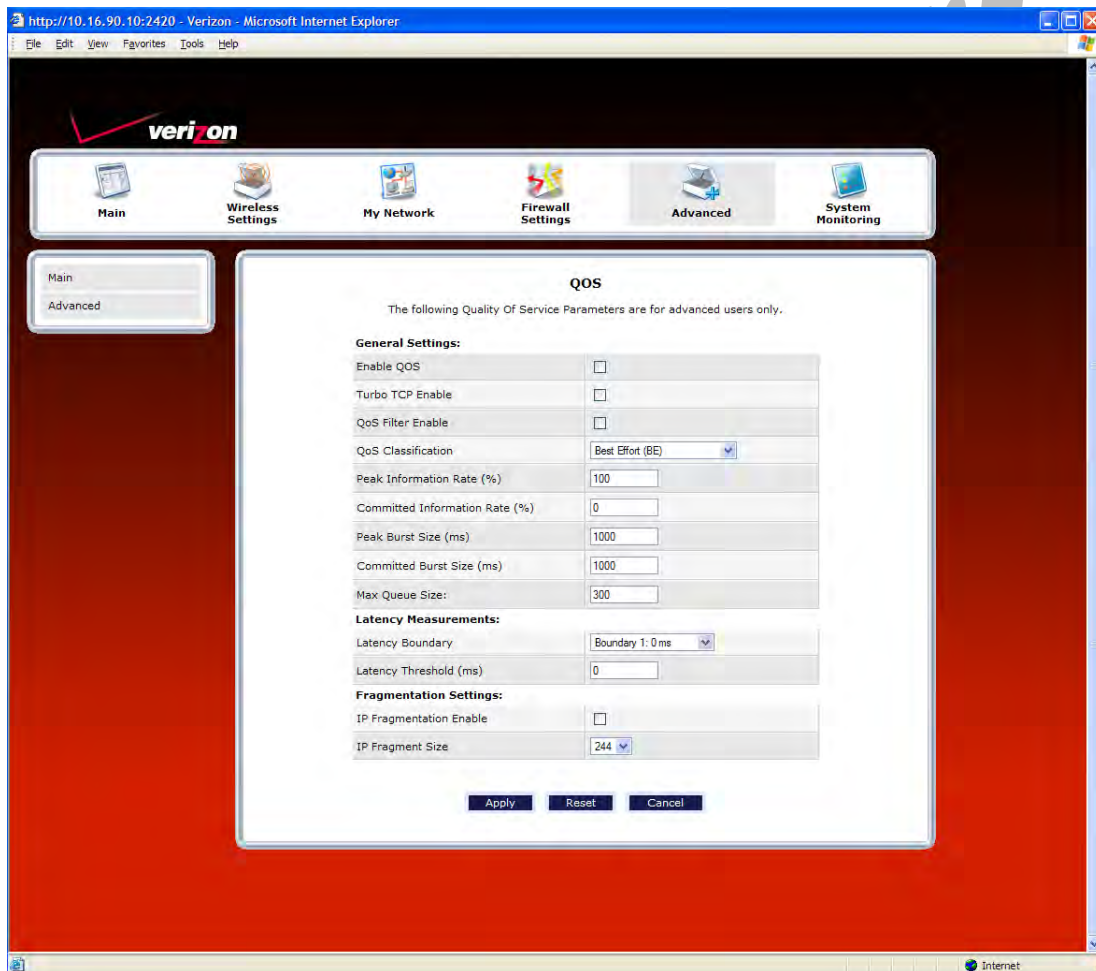 http://10.16.90.10:2420 - Verizon - Microsoft Internet Explorer
File Edit View Favorites Tools Help
verizon
Main
Wireless Settings
My Network
Firewall Settings
Advanced
System Monitoring
Main
Advanced
QOS
The following Quality Of Service Parameters are for advanced users only.
General Settings:
Enable QOS
Turbo TCP Enable
QoS Filter Enable
QoS Classification Best Effort (BE)
Peak Information Rate (%) 100
Committed Information Rate (%) 0
Peak Burst Size (ms) 1000
Committed Burst Size (ms) 1000
Max Queue Size: 300
Latency Measurements:
Latency Boundary Boundary 1: 0 ms
Latency Threshold (ms) 0
Fragmentation Settings:
IP Fragmentation Enable
IP Fragment Size 244
Apply Reset Cancel
Internet